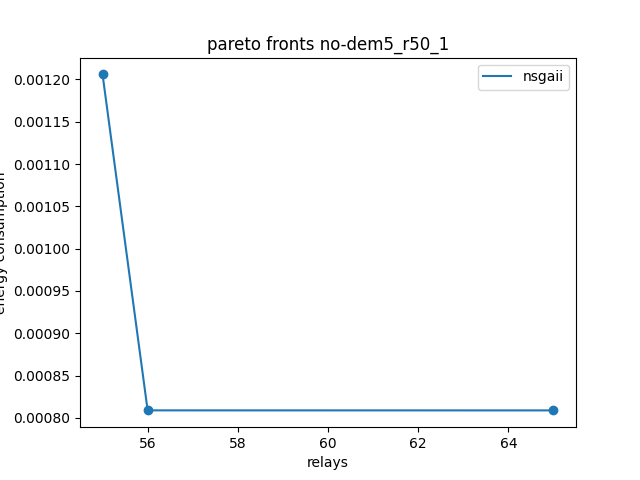 pareto fronts no-dem5_r50_1
nsgaii
energy consumption
0.00120
0.00115
0.00110
0.00105
0.00100
0.00095
0.00090
0.00085
0.00080
56 58 60 62 64
relays